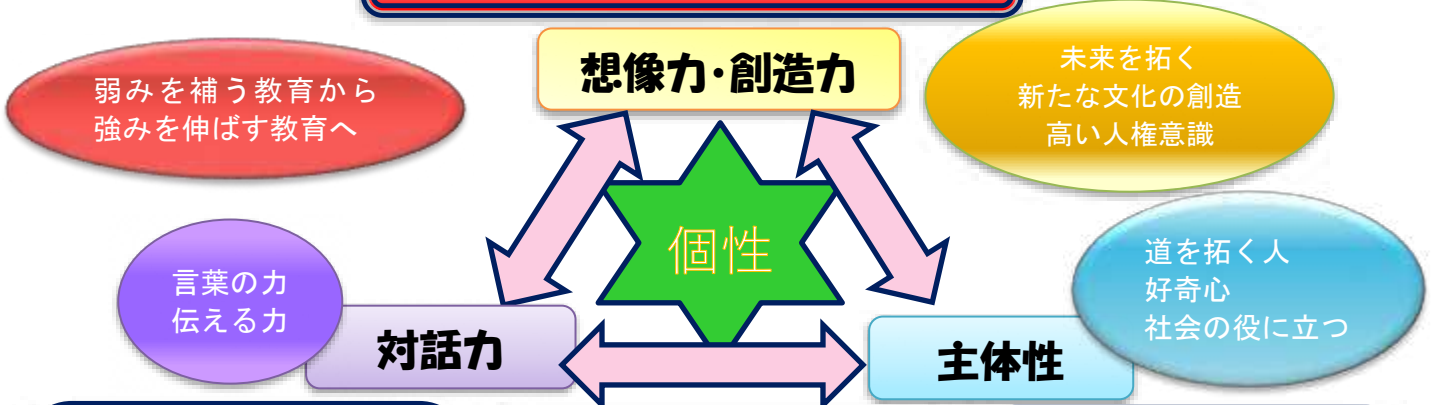 想像力・創造力
弱みを補う教育から
強みを伸ばす教育へ
未来を拓く
新たな文化の創造
高い人権意識
個性
言葉の力
伝える力
対話力
道を拓く人
好奇心
社会の役に立つ
主体性